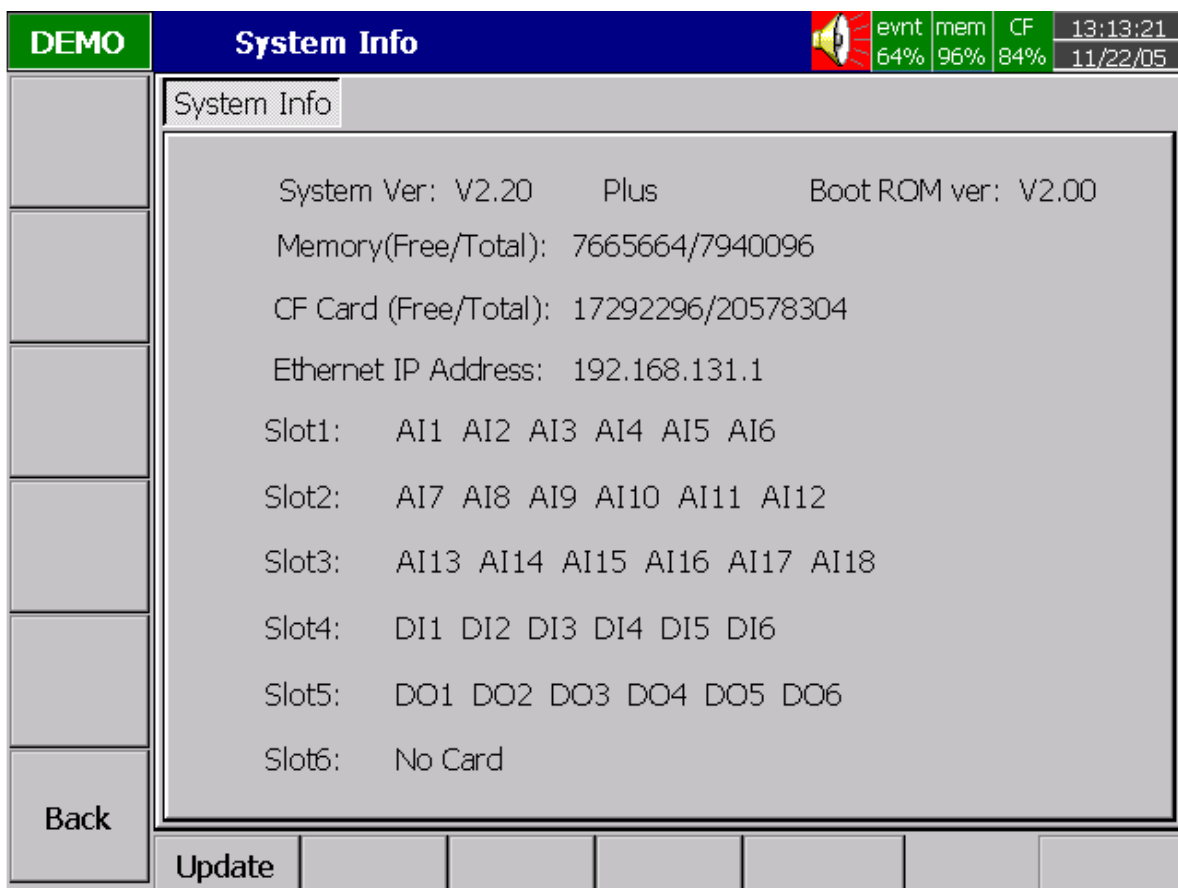 DEMO System Info evnt mem CF 13:13:21
64% 96% 84% 11/22/05
System Info
System Ver: V2.20 Plus Boot ROM ver: V2.00
Memory(Free/Total): 7665664/7940096
CF Card (Free/Total): 17292296/20578304
Ethernet IP Address: 192.168.131.1
Slot1: AI1 AI2 AI3 AI4 AI5 AI6
Slot2: AI7 AI8 AI9 AI10 AI11 AI12
Slot3: AI13 AI14 AI15 AI16 AI17 AI18
Slot4: DI1 DI2 DI3 DI4 DI5 DI6
Slot5: DO1 DO2 DO3 DO4 DO5 DO6
Slot6: No Card
Back
Update